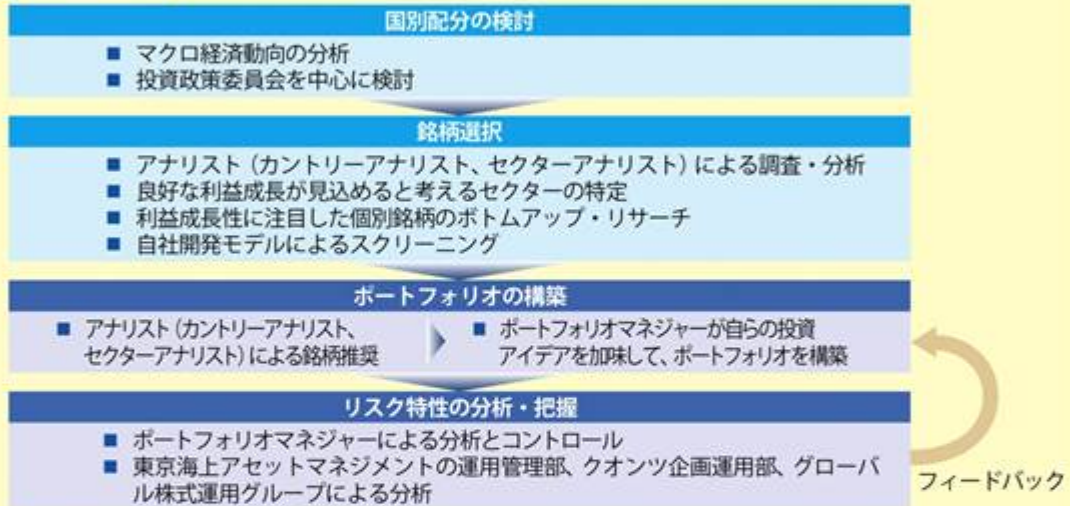 国別配分の検討
■ マクロ経済動向の分析
■ 投資政策委員会を中心に検討
銘柄選択
■ アナリスト（カントリーアナリスト、セクターアナリスト）による調査・分析
■ 良好な利益成長が見込めると考えるセクターの特定
■ 利益成長性に注目した個別銘柄のボトムアップ・リサーチ
■ 自社開発モデルによるスクリーニング
ポートフォリオの構築
■ アナリスト（カントリーアナリスト、
セクターアナリスト）による銘柄推奨
■ ポートフォリオマネジャーが自らの投資
アイデアを加味して、ポートフォリオを構築
リスク特性の分析・把握
■ ポートフォリオマネジャーによる分析とコントロール
■ 東京海上アセットマネジメントの運用管理部、クオンツ企画運用部、グローバ
ル株式運用グループによる分析
フィードバック